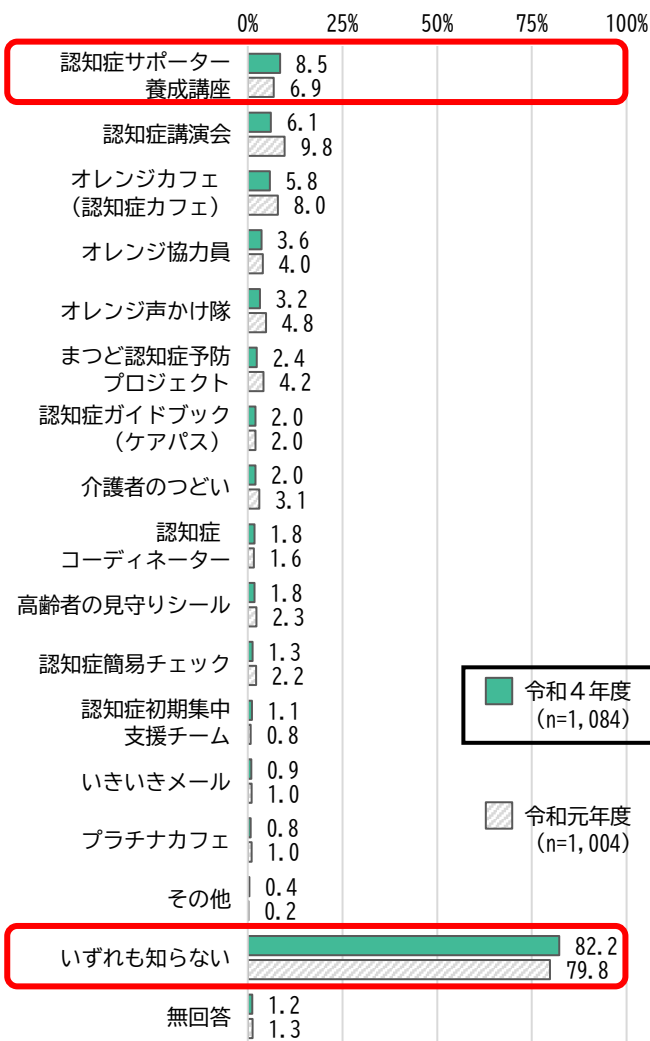 0% 25% 50% 75% 100%
認知症サポーター
養成講座
8.5
6.9
認知症講演会
6.1
9.8
オレンジカフェ
（認知症カフェ）
5.8
8.0
オレンジ協力員
3.6
4.0
オレンジ声かけ隊
3.2
4.8
まつど認知症予防
プロジェクト
2.4
4.2
認知症ガイドブック
（ケアパス）
2.0
2.0
介護者のつどい
2.0
3.1
認知症
コーディネーター
1.8
1.6
高齢者の見守りシール
1.8
2.3
認知症簡易チェック
1.3
2.2
認知症初期集中
支援チーム
1.1
0.8
いきいきメール
0.9
1.0
プラチナカフェ
0.8
1.0
その他
0.4
0.2
いずれも知らない
82.2
79.8
無回答
1.2
1.3
令和４年度
(n=1,084)
令和元年度
(n=1,004)